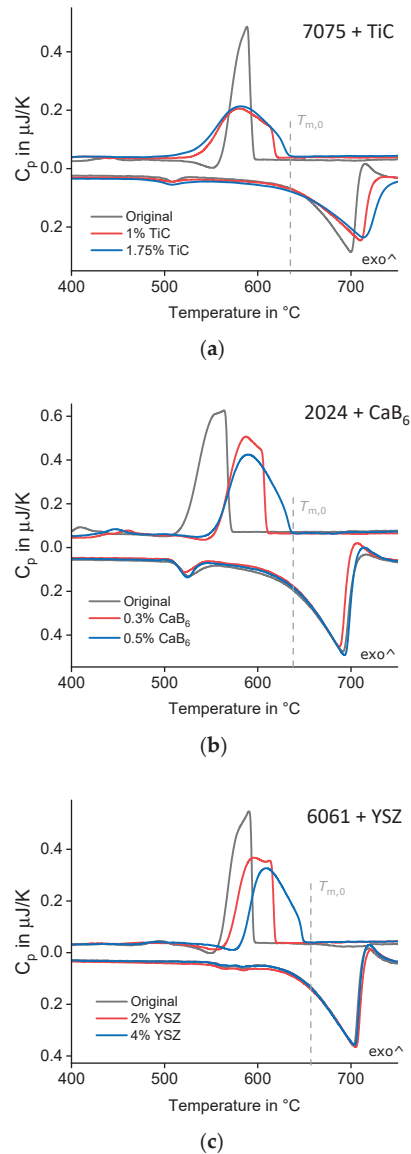 7075 + TiC
0.4
0.2
0.0
0.2
C_p in µJ/K
T_m,0
Original
1% TiC
1.75% TiC
exo^
400 500 600 700
Temperature in °C
(a)
2024 + CaB₆
0.6
0.4
0.2
0.0
0.2
0.4
C_p in µJ/K
T_m,0
Original
0.3% CaB₆
0.5% CaB₆
exo^
400 500 600 700
Temperature in °C
(b)
6061 + YSZ
0.4
0.2
0.0
0.2
0.4
C_p in µJ/K
T_m,0
Original
2% YSZ
4% YSZ
exo^
400 500 600 700
Temperature in °C
(c)